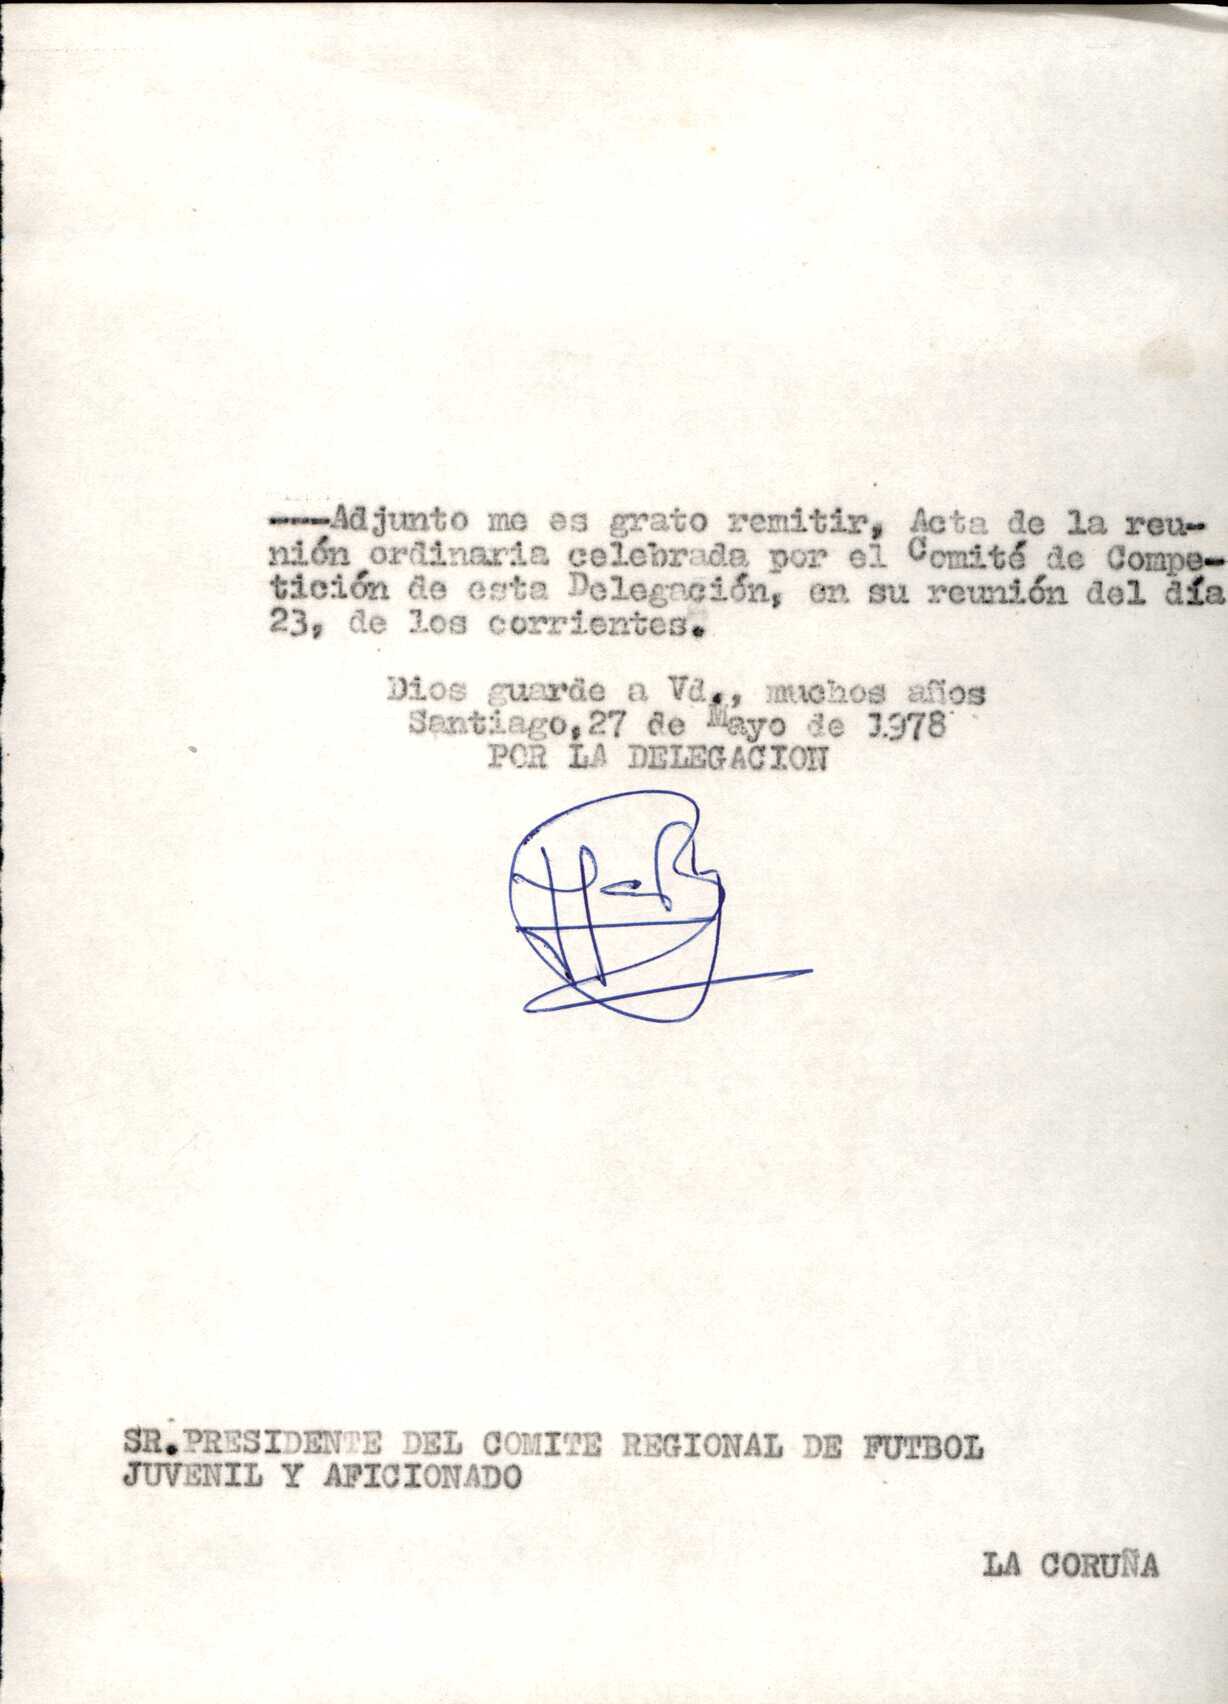 ----Adjunto me es grato remitir, Acta de la reu-
nión ordinaria celebrada por el Comité de Compe-
tición de esta Delegación, en su reunión del día
23, de los corrientes.
Dios guarde a Vd., muchos años
Santiago,27 de Mayo de 1978
POR LA DELEGACION
SR.PRESIDENTE DEL COMITE REGIONAL DE FUTBOL
JUVENIL Y AFICIONADO
LA CORUÑA